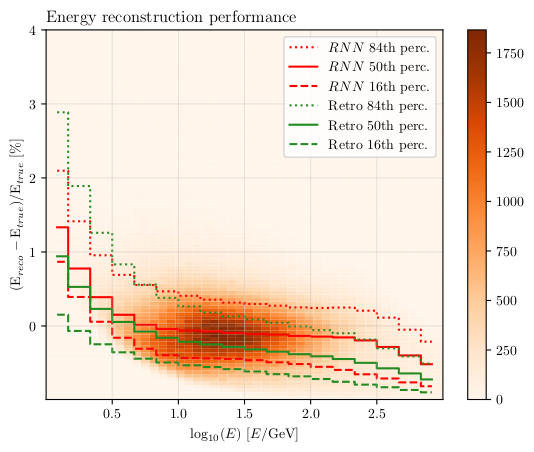 Energy reconstruction performance
4
3
2
1
0
(E_reco − E_true)/E_true [%]
RNN 84th perc.
RNN 50th perc.
RNN 16th perc.
Retro 84th perc.
Retro 50th perc.
Retro 16th perc.
0.5 1.0 1.5 2.0 2.5
log₁₀(E) [E/GeV]
1750
1500
1250
1000
750
500
250
0